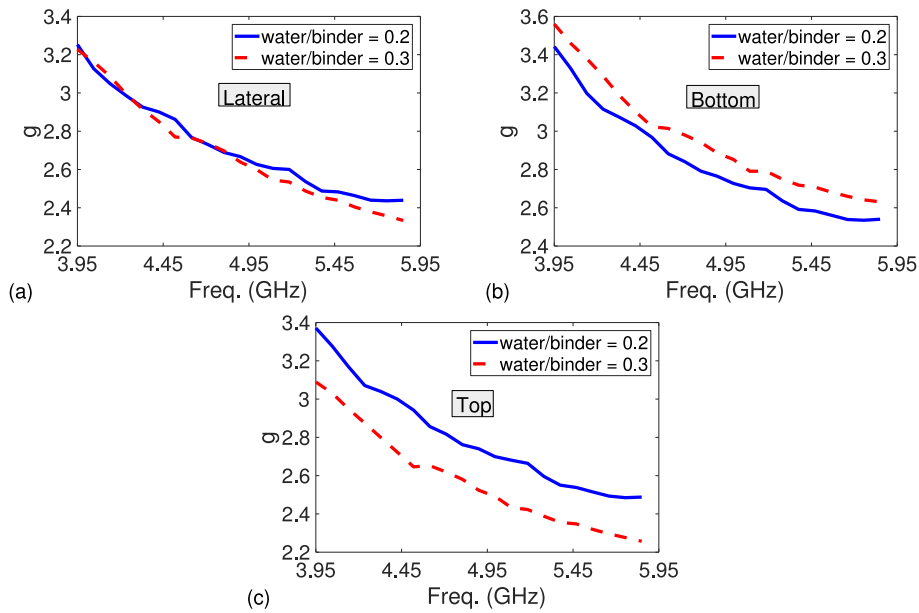 3.4
3.2
3
2.8
2.6
2.4
2.2
g
water/binder = 0.2
water/binder = 0.3
Lateral
3.95 4.45 4.95 5.45 5.95
Freq. (GHz)
(a)
3.6
3.4
3.2
3
2.8
2.6
2.4
g
water/binder = 0.2
water/binder = 0.3
Bottom
3.95 4.45 4.95 5.45 5.95
Freq. (GHz)
(b)
3.4
3.2
3
2.8
2.6
2.4
2.2
g
water/binder = 0.2
water/binder = 0.3
Top
3.95 4.45 4.95 5.45 5.95
Freq. (GHz)
(c)